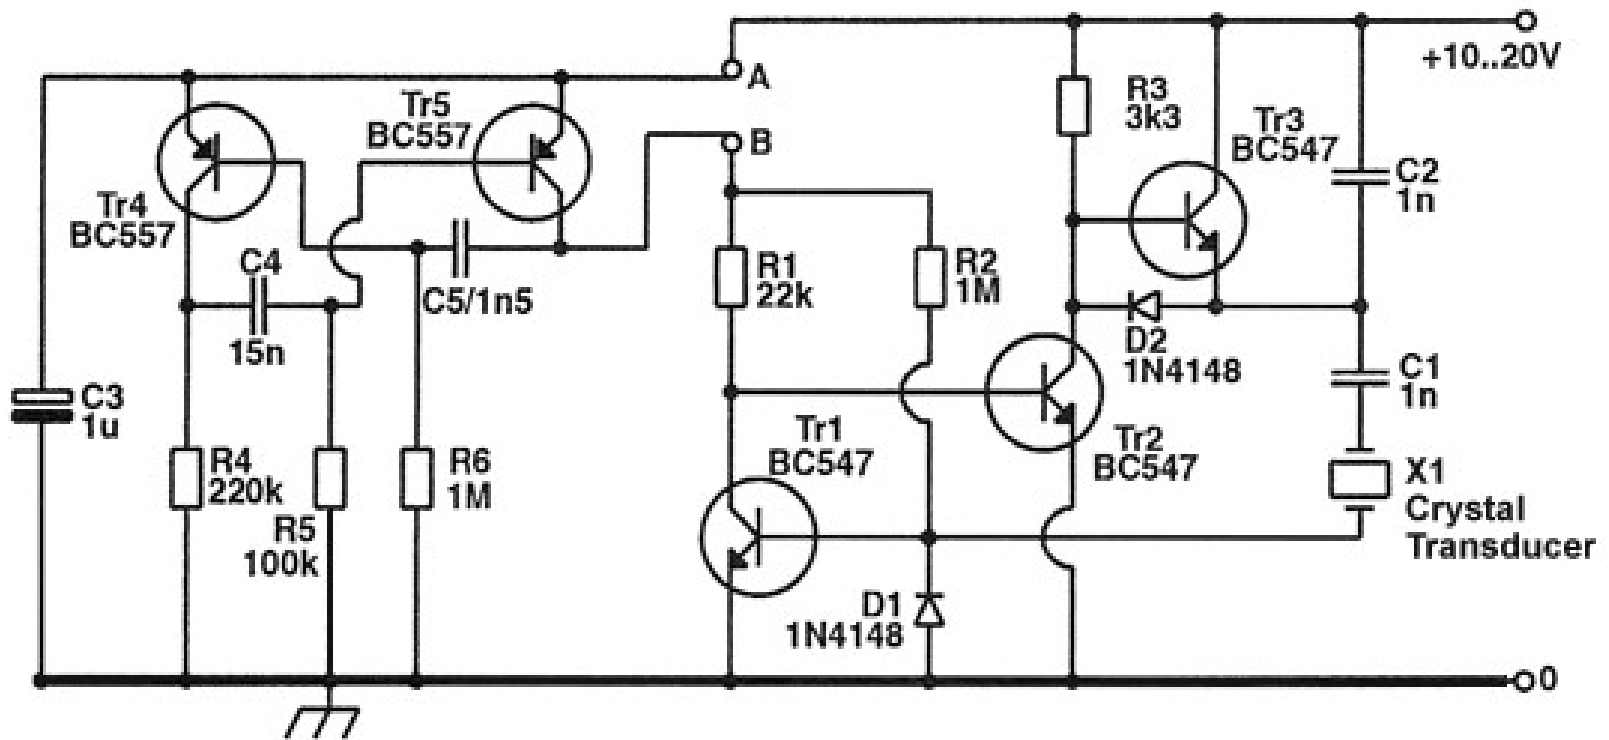 +10..20V
A
Tr5
BC557
R3
3k3
Tr3
BC547
B
C2
1n
Tr4
BC557
C4
15n
C5/1n5
R1
22k
R2
1M
D2
1N4148
C1
1n
C3
1u
Tr1
BC547
Tr2
BC547
R4
220k
R6
1M
X1
Crystal
Transducer
R5
100k
D1
1N4148
0